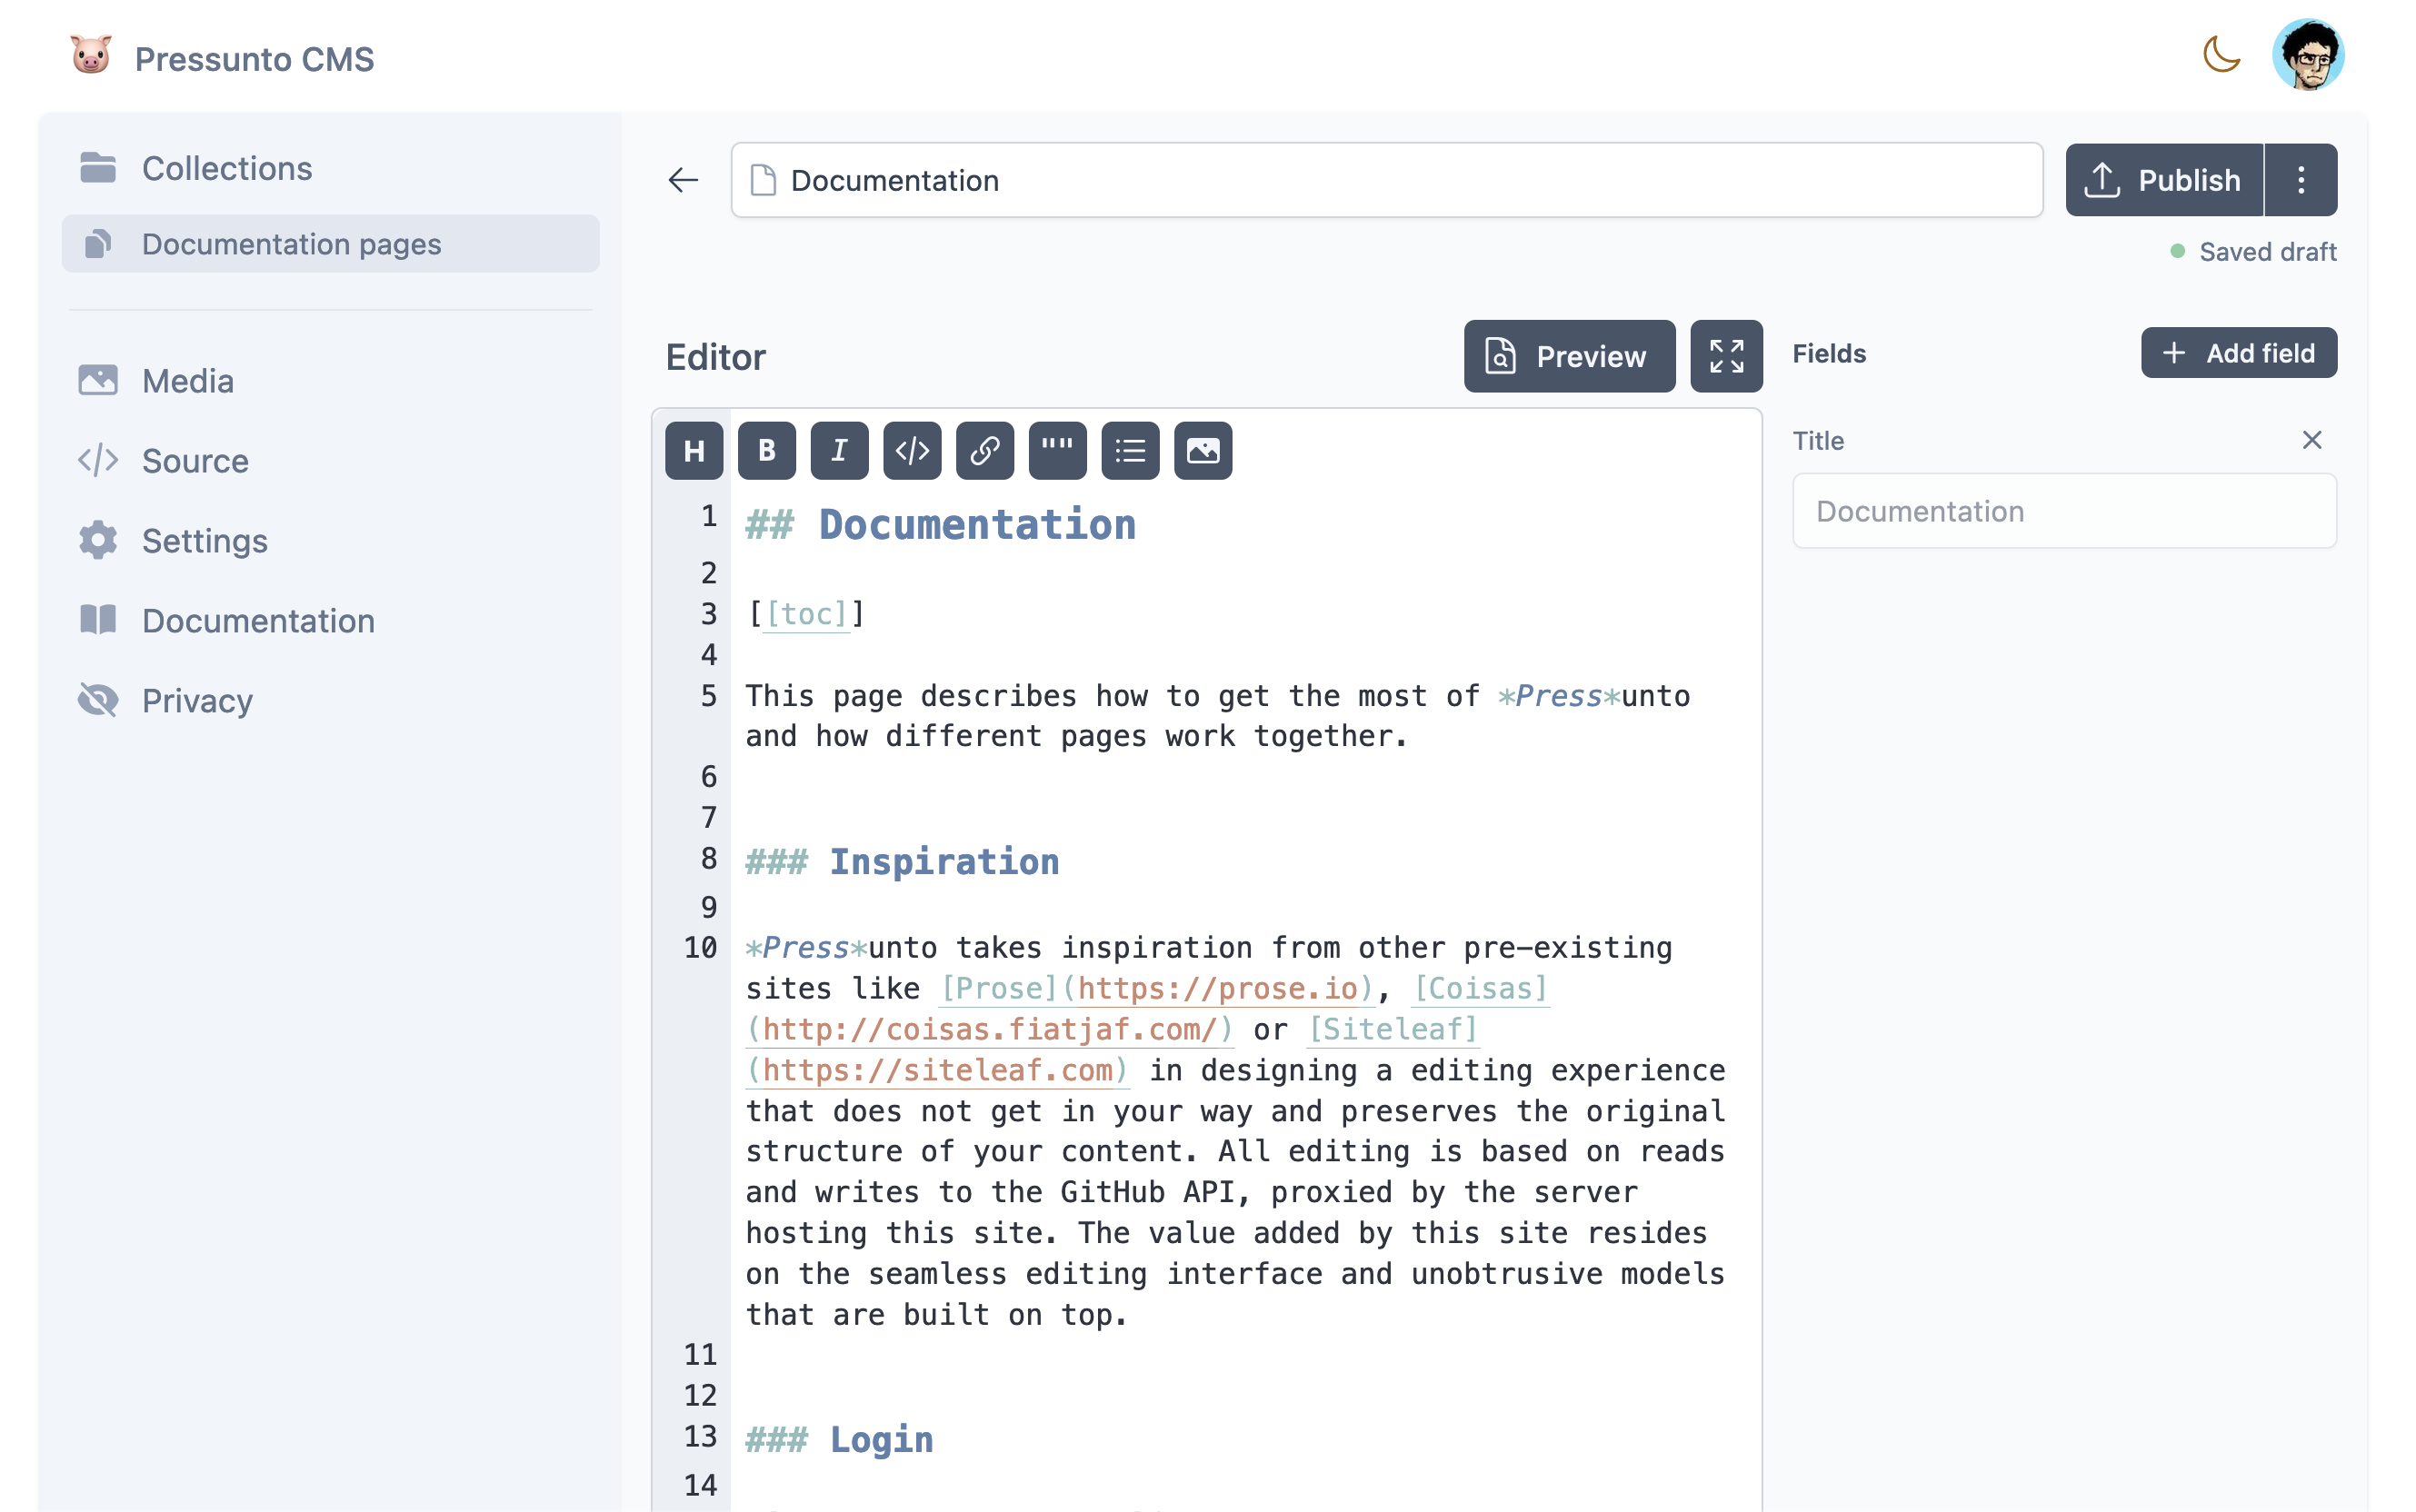 Pressunto CMS
Collections
Documentation pages
Media
Source
Settings
Documentation
Privacy
Documentation
Publish
Saved draft
Editor
Preview
H B I </> "" 
1 ## Documentation
2
3 [[toc]]
4
5 This page describes how to get the most of *Press*unto
and how different pages work together.
6
7
8 ### Inspiration
9
10 *Press*unto takes inspiration from other pre-existing
sites like [Prose](https://prose.io), [Coisas]
(http://coisas.fiatjaf.com/) or [Siteleaf]
(https://siteleaf.com) in designing a editing experience
that does not get in your way and preserves the original
structure of your content. All editing is based on reads
and writes to the GitHub API, proxied by the server
hosting this site. The value added by this site resides
on the seamless editing interface and unobtrusive models
that are built on top.
11
12
13 ### Login
14
Fields
+ Add field
Title
Documentation